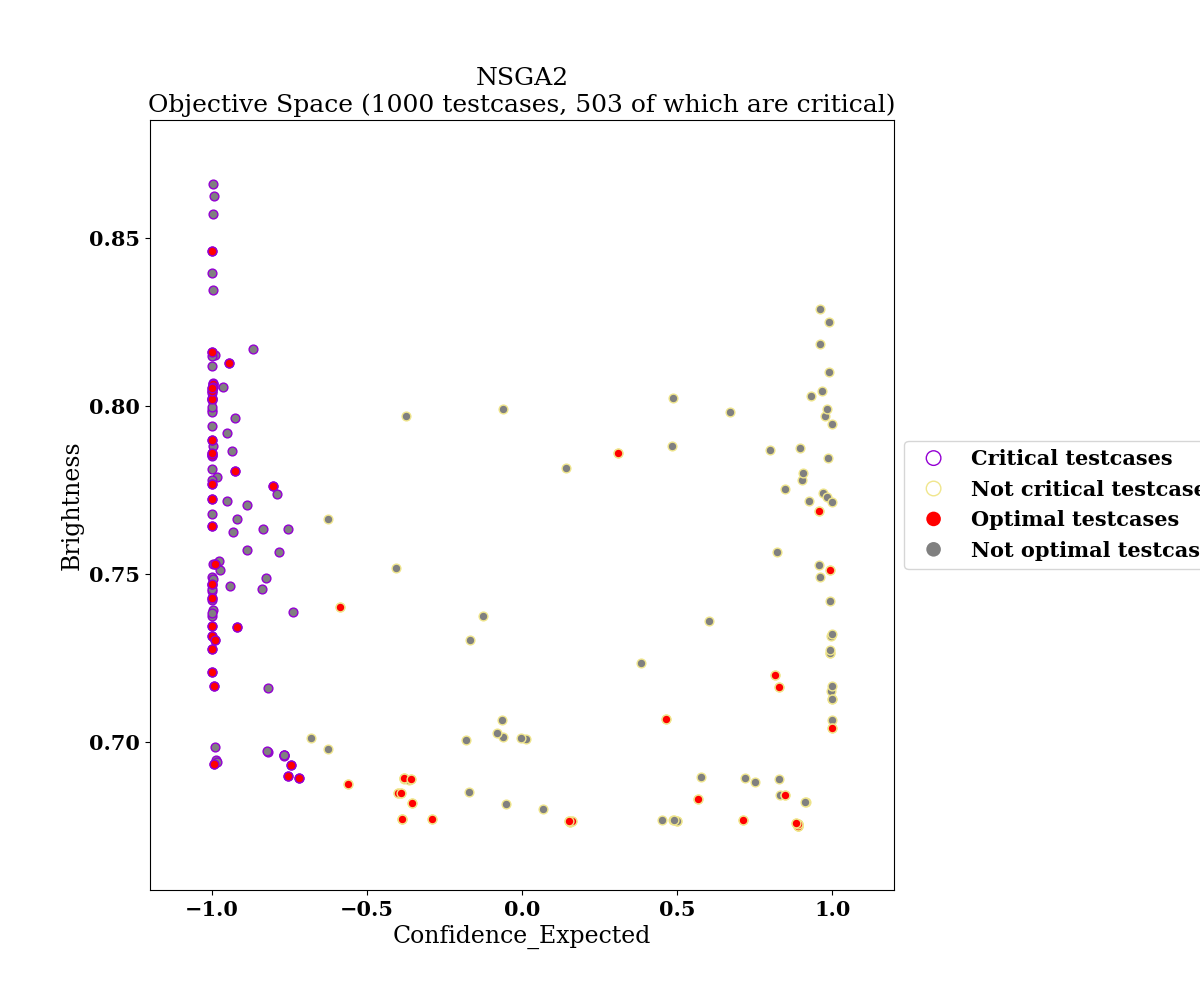 NSGA2
Objective Space (1000 testcases, 503 of which are critical)
0.85
0.80
0.75
0.70
Brightness
−1.0
−0.5
0.0
0.5
1.0
Confidence_Expected
Critical testcases
Not critical testcase
Optimal testcases
Not optimal testcas